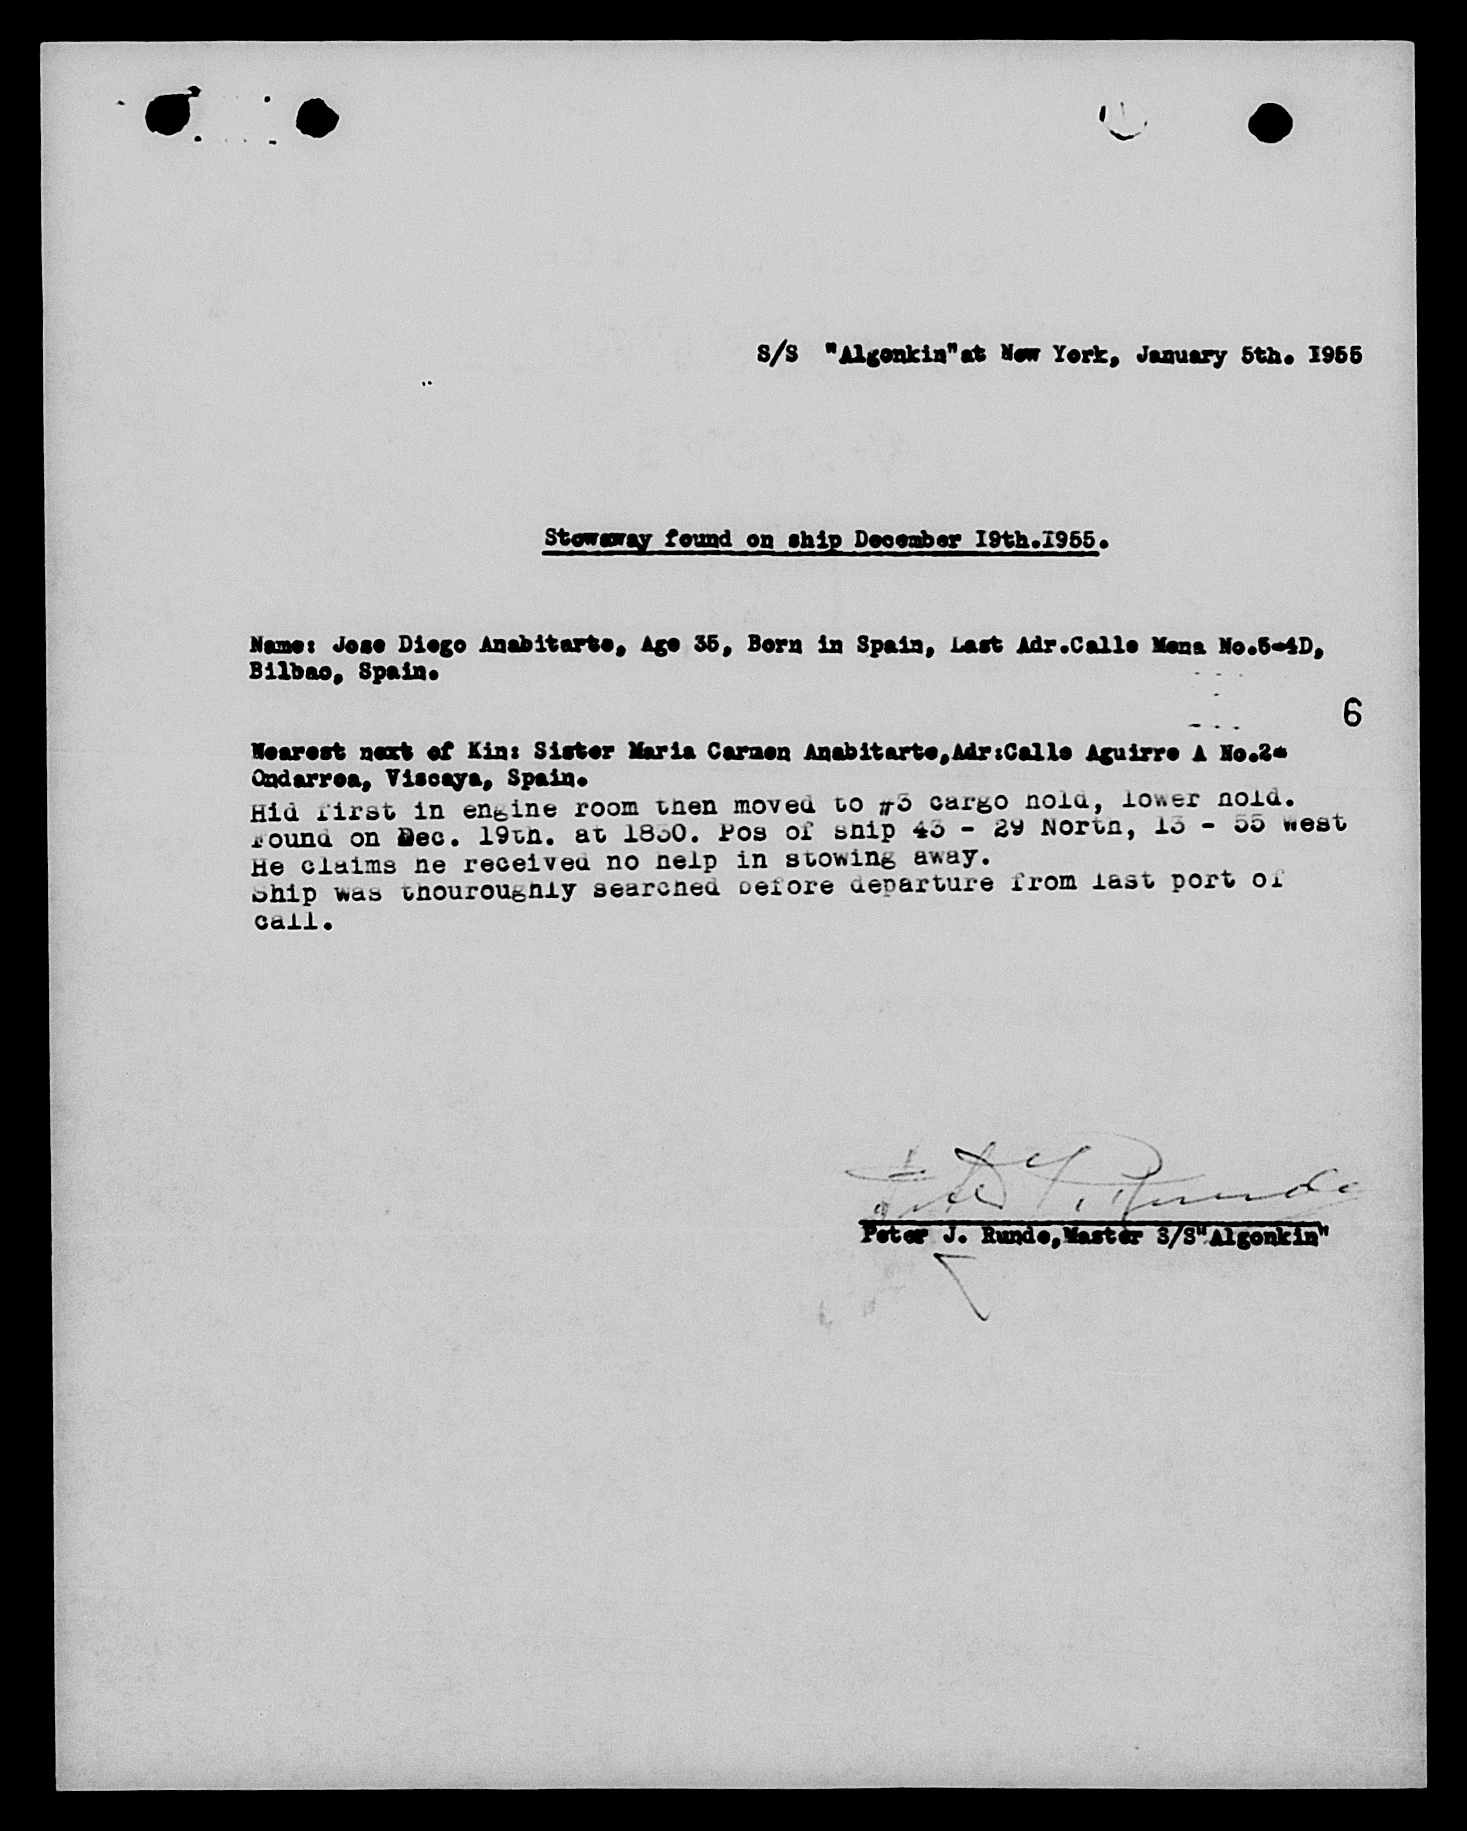 S/S "Algonkin"at New York, January 5th. I955
Stowaway found on ship December I9th.I955.
Name: Jose Diego Anabitarte, Age 35, Born in Spain, Last Adr.Calle Mena No.5-4D,
Bilbao, Spain.
6
Nearest next of Kin: Sister Maria Carmen Anabitarte,Adr:Calle Aguirre A No.2-
Ondarroa, Viscaya, Spain.
Hid first in engine room then moved to #3 cargo hold, lower hold.
Found on Dec. 19th. at 1830. Pos of ship 43 - 29 North, 13 - 55 West
He claims he received no help in stowing away.
Ship was thouroughly searched before departure from last port of
call.
Peter J. Runde
Peter J. Runde,Master S/S"Algonkin"